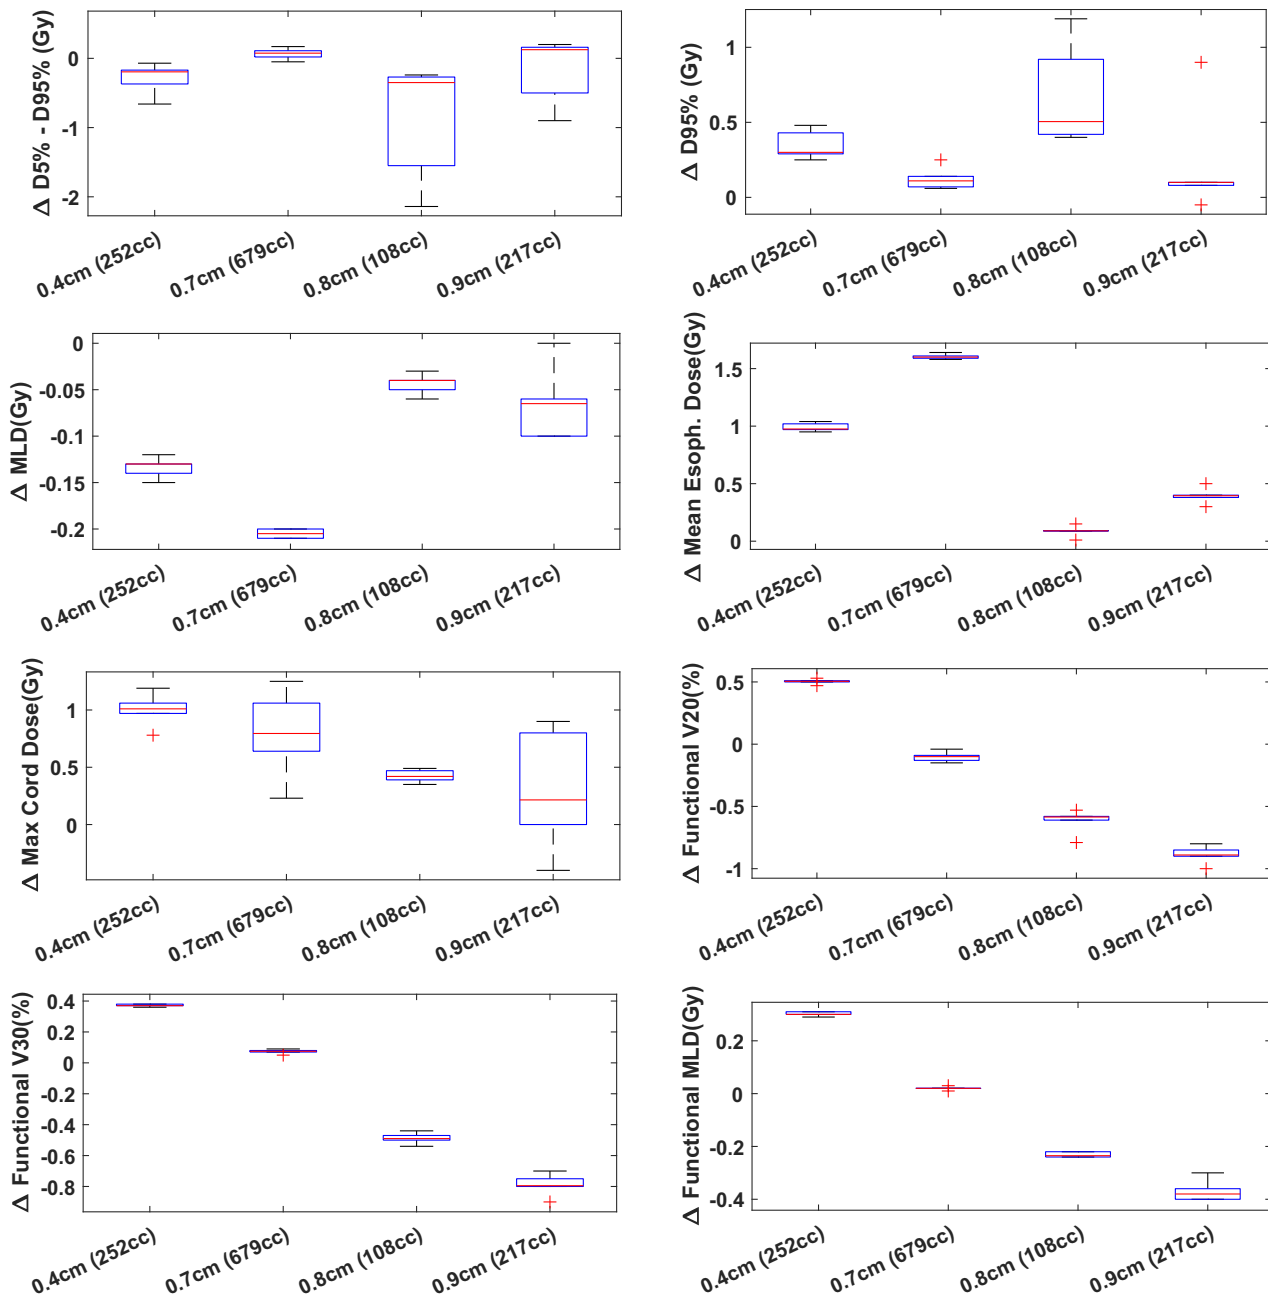 Δ D5% - D95% (Gy)
0
-1
-2
0.4cm (252cc)
0.7cm (679cc)
0.8cm (108cc)
0.9cm (217cc)
Δ D95% (Gy)
1
0.5
0
0.4cm (252cc)
0.7cm (679cc)
0.8cm (108cc)
0.9cm (217cc)
Δ MLD(Gy)
0
-0.05
-0.1
-0.15
-0.2
0.4cm (252cc)
0.7cm (679cc)
0.8cm (108cc)
0.9cm (217cc)
Δ Mean Esoph. Dose(Gy)
1.5
1
0.5
0
0.4cm (252cc)
0.7cm (679cc)
0.8cm (108cc)
0.9cm (217cc)
Δ Max Cord Dose(Gy)
1
0.5
0
0.4cm (252cc)
0.7cm (679cc)
0.8cm (108cc)
0.9cm (217cc)
Δ Functional V20(%)
0.5
0
-0.5
-1
0.4cm (252cc)
0.7cm (679cc)
0.8cm (108cc)
0.9cm (217cc)
Δ Functional V30(%)
0.4
0.2
0
-0.2
-0.4
-0.6
-0.8
0.4cm (252cc)
0.7cm (679cc)
0.8cm (108cc)
0.9cm (217cc)
Δ Functional MLD(Gy)
0.2
0
-0.2
-0.4
0.4cm (252cc)
0.7cm (679cc)
0.8cm (108cc)
0.9cm (217cc)